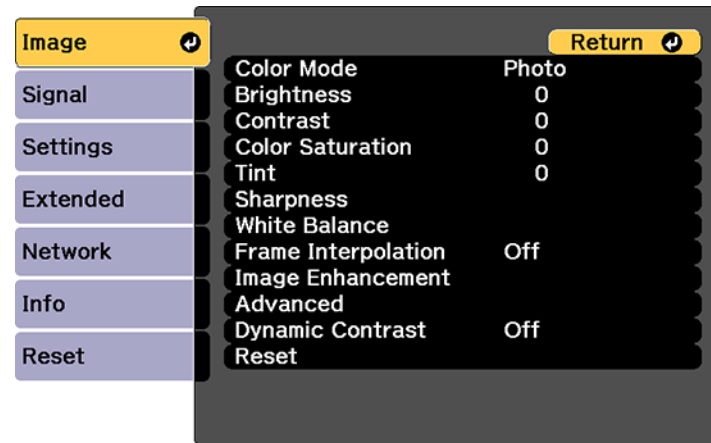 Image
Signal
Settings
Extended
Network
Info
Reset
Return
Color Mode Photo
Brightness 0
Contrast 0
Color Saturation 0
Tint 0
Sharpness
White Balance
Frame Interpolation Off
Image Enhancement
Advanced
Dynamic Contrast Off
Reset